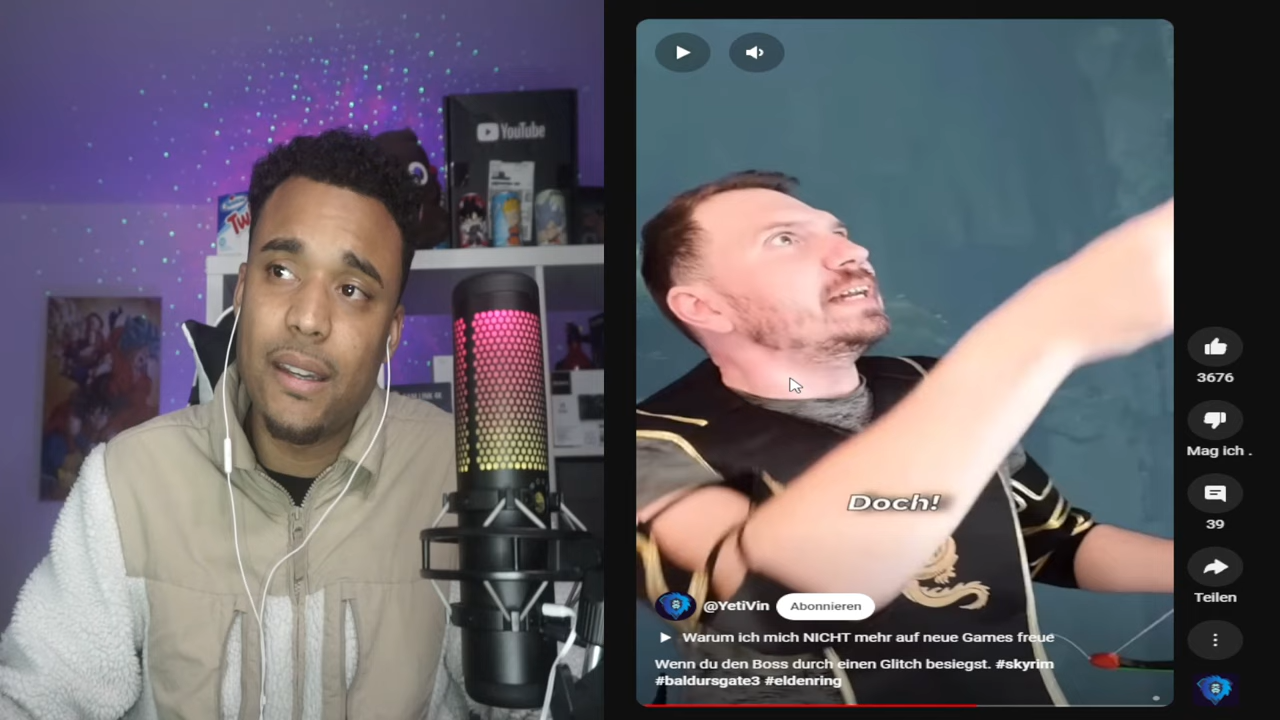 YouTube
Tw
Doch!
@YetiVin
Abonnieren
Warum ich mich NICHT mehr auf neue Games freue
Wenn du den Boss durch einen Glitch besiegst. #skyrim
#baldursgate3 #eldenring
3676
Mag ich .
39
Teilen